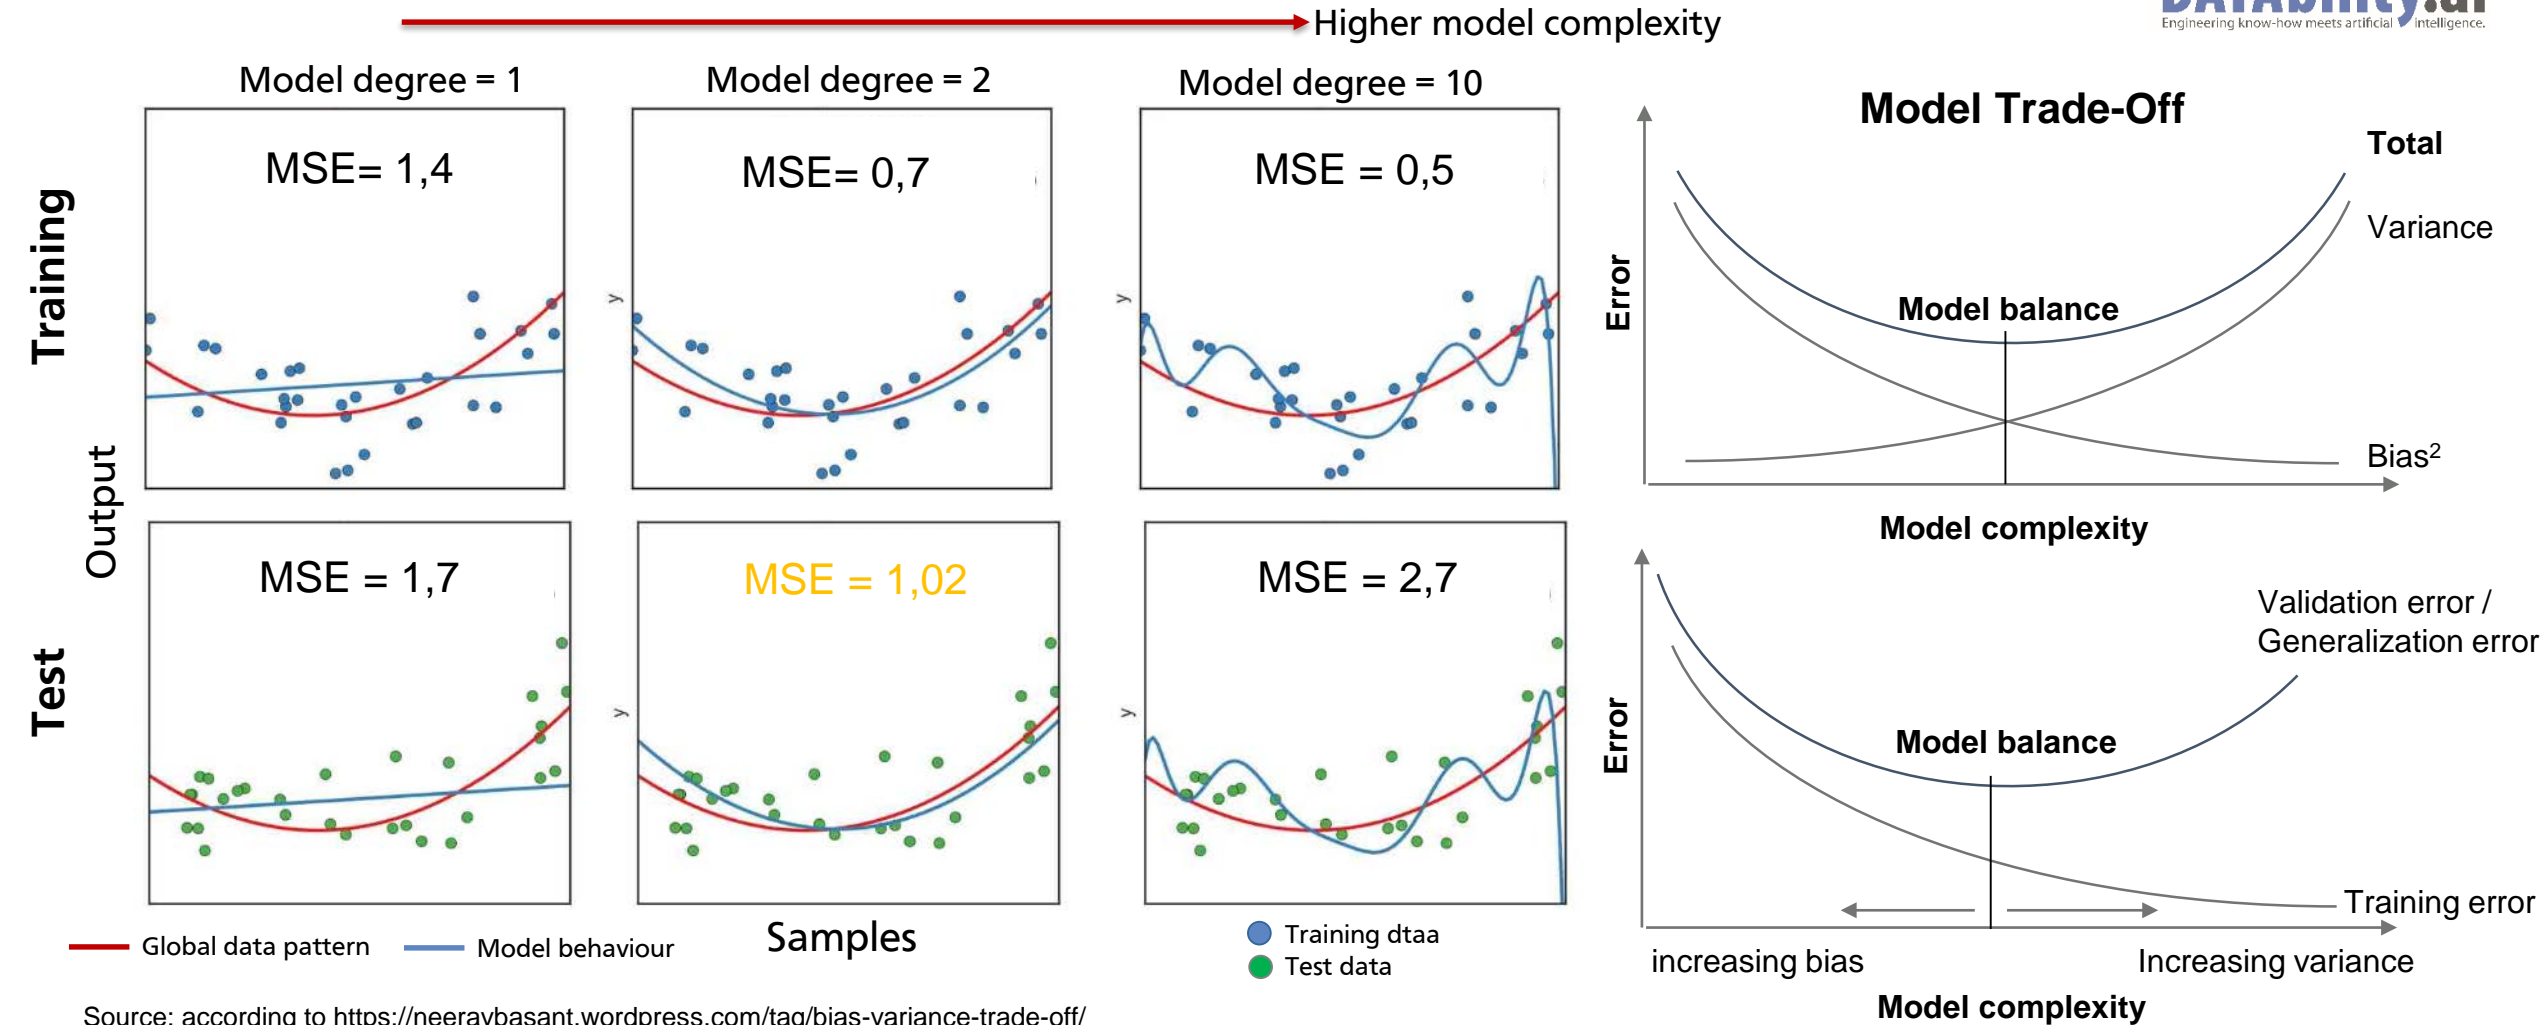 Higher model complexity
Engineering know-how meets artificial intelligence.
Model degree = 1
Model degree = 2
Model degree = 10
Training
Output
Test
MSE= 1,4
MSE= 0,7
MSE = 0,5
y
y
MSE = 1,7
MSE = 1,02
MSE = 2,7
y
y
Samples
Global data pattern
Model behaviour
Training dtaa
Test data
Model Trade-Off
Total
Variance
Error
Model balance
Bias²
Model complexity
Validation error /
Generalization error
Error
Model balance
Training error
increasing bias
Increasing variance
Model complexity
Source: according to https://neeravbasant.wordpress.com/tag/bias-variance-trade-off/